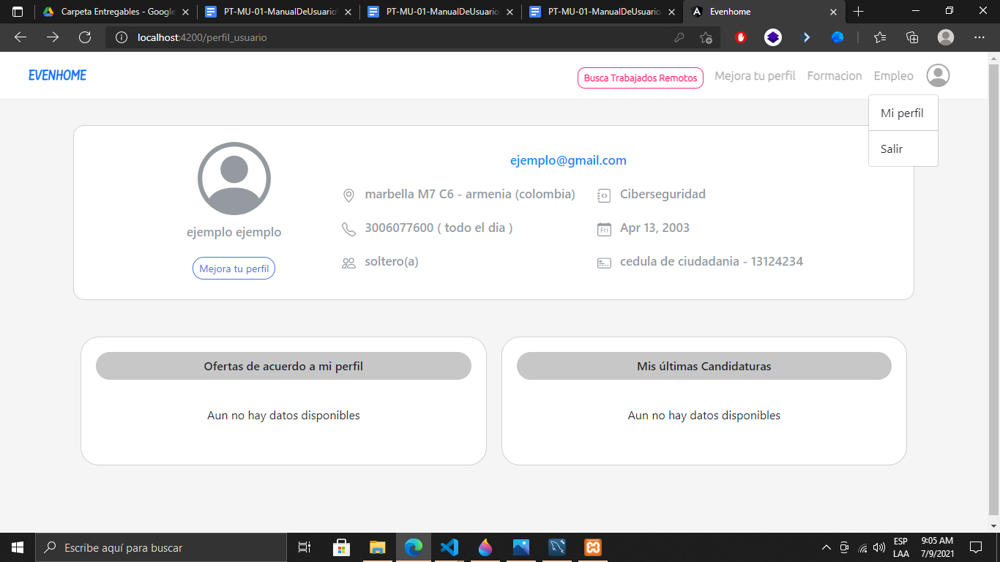 Carpeta Entregables - Google
PT-MU-01-ManualDeUsuario
PT-MU-01-ManualDeUsuario
PT-MU-01-ManualDeUsuario
Evenhome
localhost:4200/perfil_usuario
EVENHOME
Busca Trabajados Remotos
Mejora tu perfil
Formacion
Empleo
Mi perfil
Salir
ejemplo@gmail.com
marbella M7 C6 - armenia (colombia)
Ciberseguridad
ejemplo ejemplo
3006077600 ( todo el dia )
Fri
Apr 13, 2003
Mejora tu perfil
soltero(a)
cedula de ciudadania - 13124234
Ofertas de acuerdo a mi perfil
Mis últimas Candidaturas
Aun no hay datos disponibles
Aun no hay datos disponibles
Escribe aquí para buscar
ESP
LAA
9:05 AM
7/9/2021